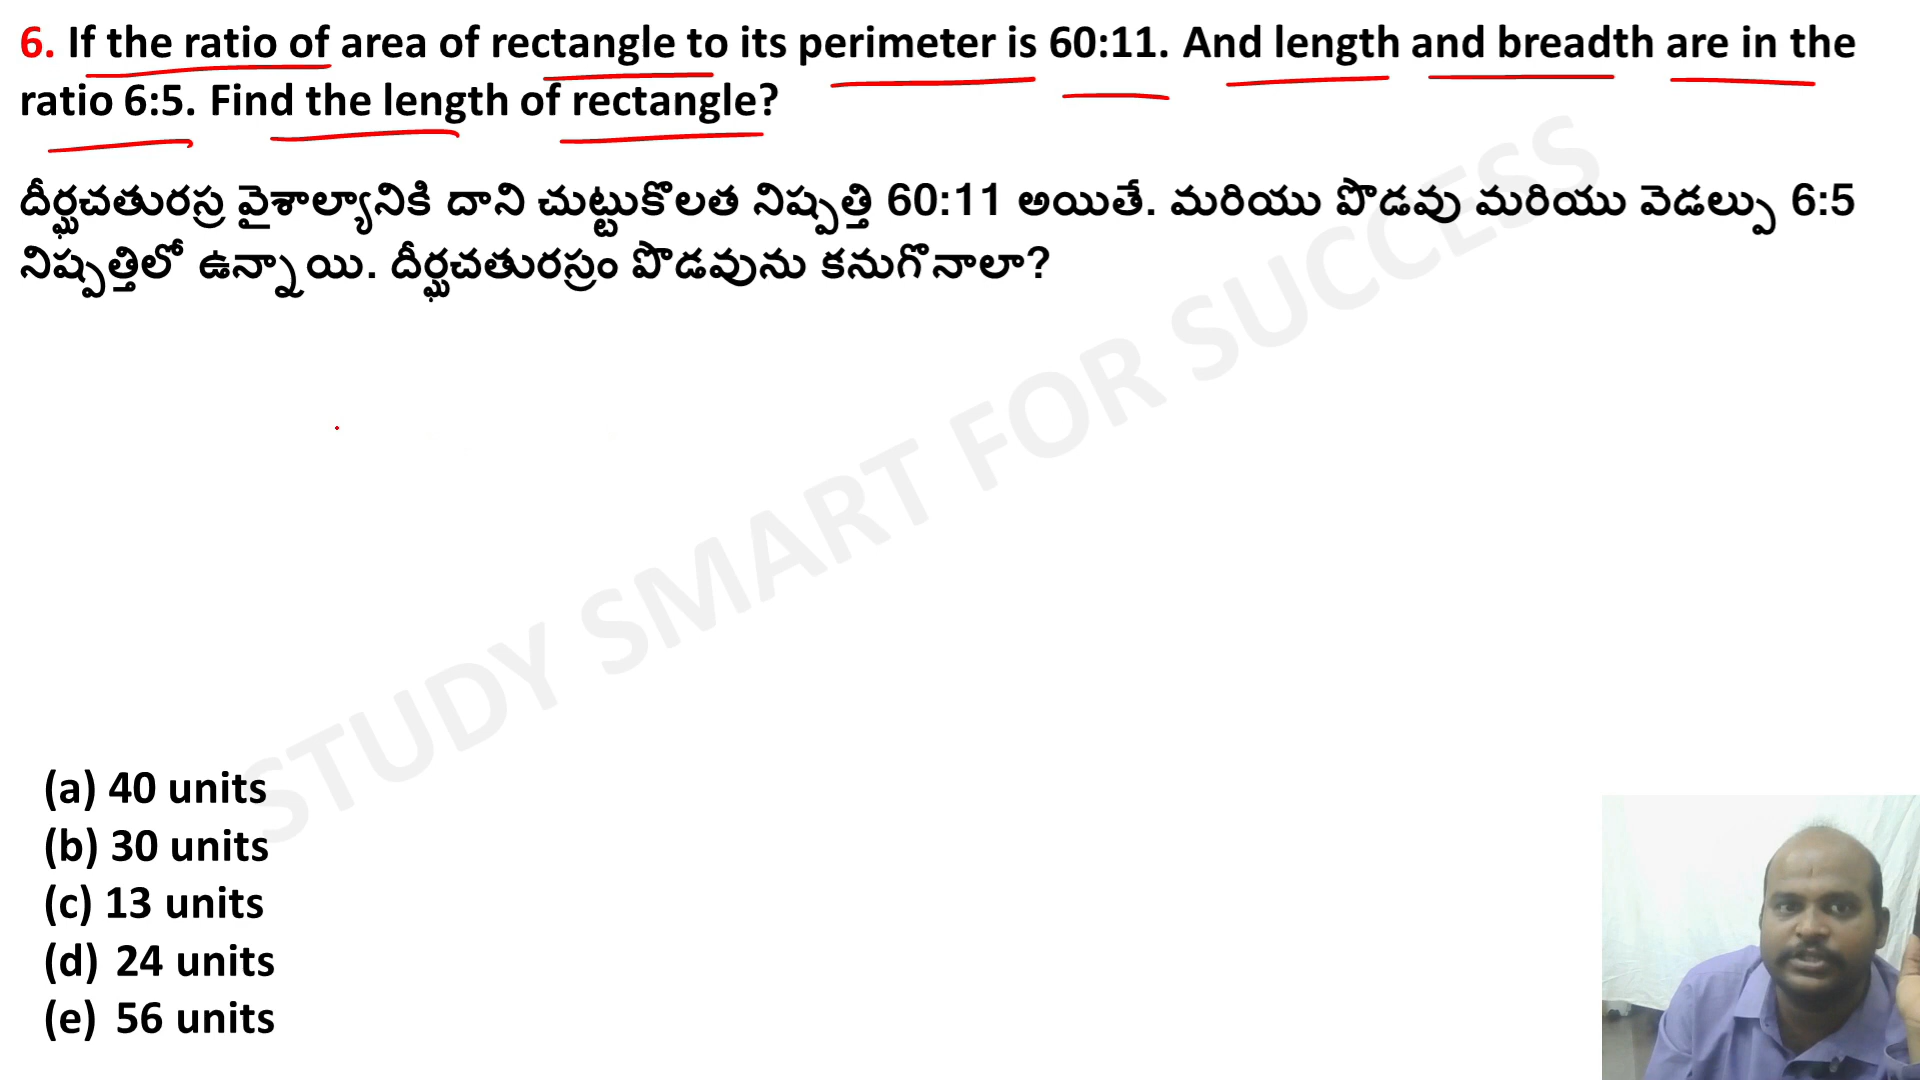 6. If the ratio of area of rectangle to its perimeter is 60:11. And length and breadth are in the
ratio 6:5. Find the length of rectangle?
దీర్ఘచతురస్ర వైశాల్యానికి దాని చుట్టుకొలత నిష్పత్తి 60:11 అయితే. మరియు పొడవు మరియు వెడల్పు 6:5
నిష్పత్తిలో ఉన్నాయి. దీర్ఘచతురస్రం పొడవును కనుగొనాలా?
STUDY SMART FOR SUCCESS
(a) 40 units
(b) 30 units
(c) 13 units
(d) 24 units
(e) 56 units